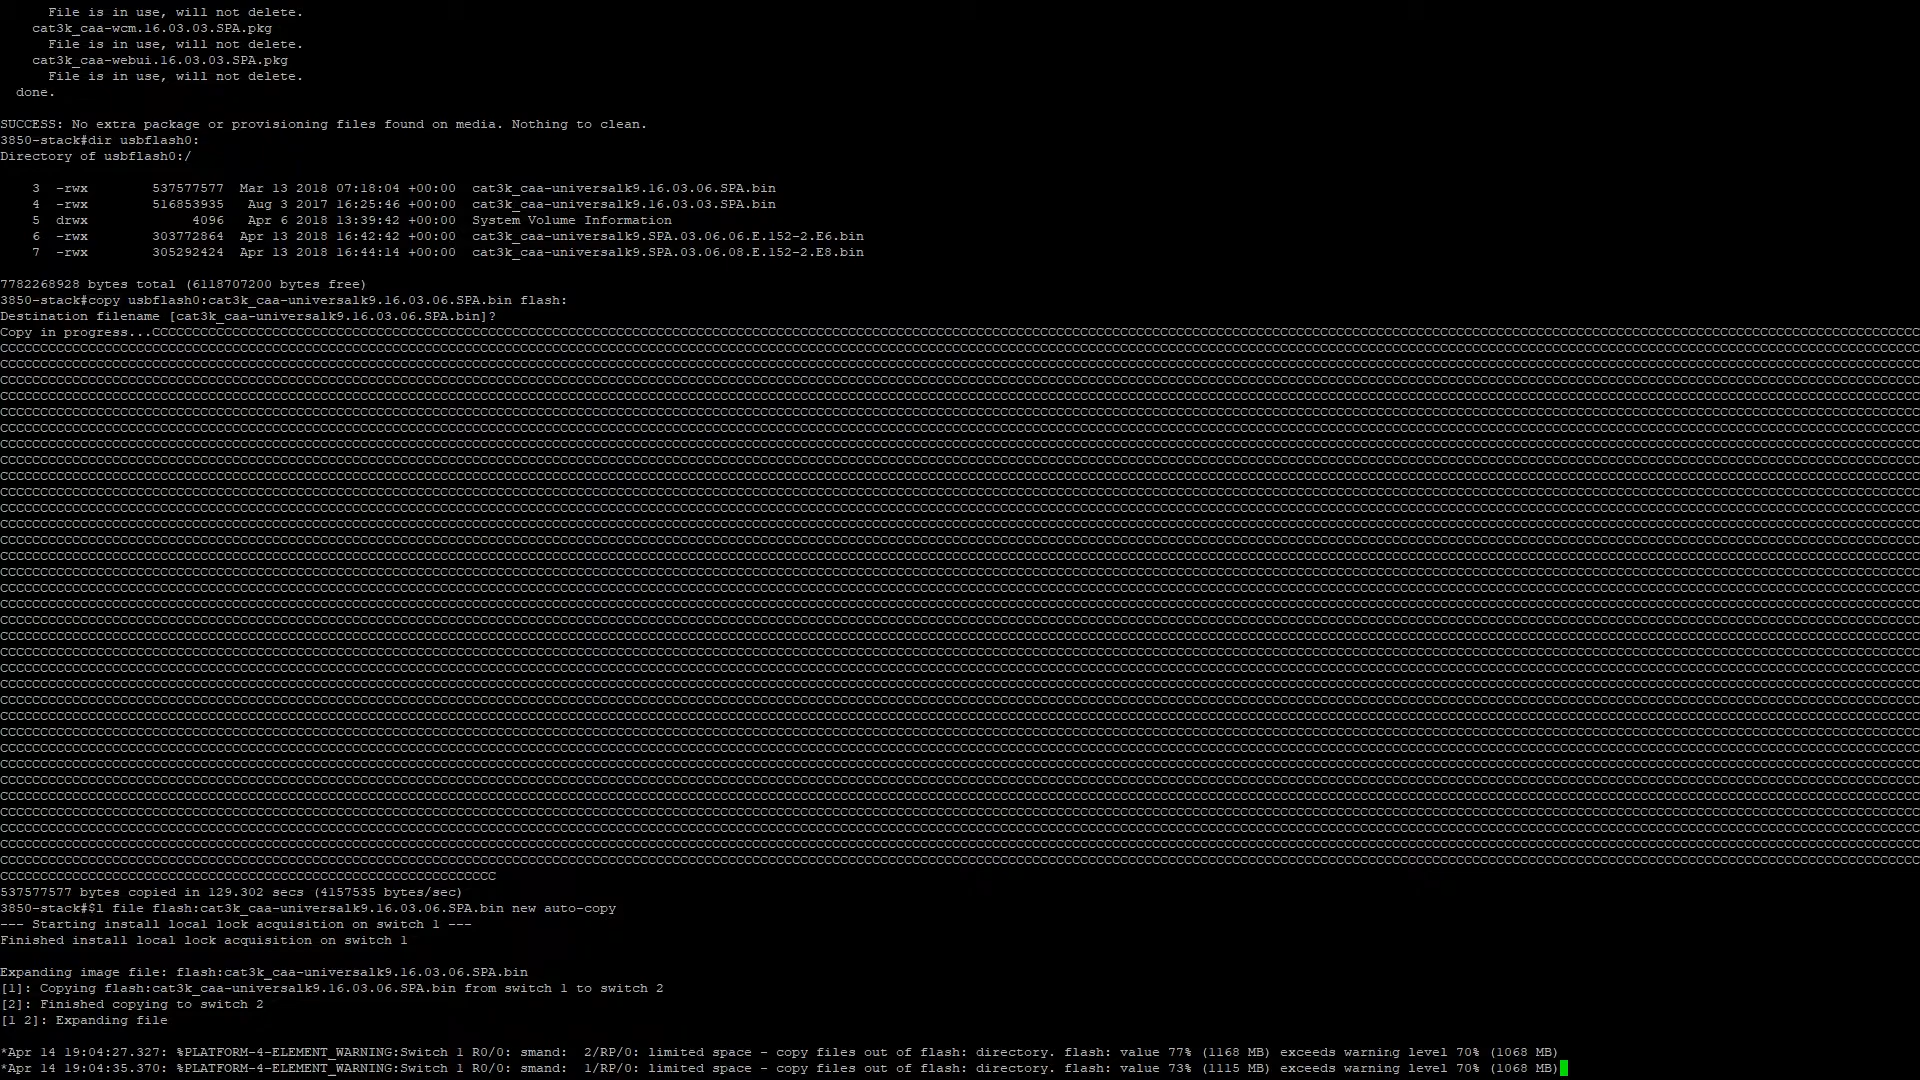 File is in use, will not delete.
cat3k_caa-wcm.16.03.03.SPA.pkg
File is in use, will not delete.
cat3k_caa-webui.16.03.03.SPA.pkg
File is in use, will not delete.
done.
SUCCESS: No extra package or provisioning files found on media. Nothing to clean.
3850-stack#dir usbflash0:
Directory of usbflash0:/
3 -rwx 537577577 Mar 13 2018 07:18:04 +00:00 cat3k_caa-universalk9.16.03.06.SPA.bin
4 -rwx 516853935 Aug 3 2017 16:25:46 +00:00 cat3k_caa-universalk9.16.03.03.SPA.bin
5 drwx 4096 Apr 6 2018 13:39:42 +00:00 System Volume Information
6 -rwx 303772864 Apr 13 2018 16:42:42 +00:00 cat3k_caa-universalk9.SPA.03.06.06.E.152-2.E6.bin
7 -rwx 305292424 Apr 13 2018 16:44:14 +00:00 cat3k_caa-universalk9.SPA.03.06.08.E.152-2.E8.bin
7782268928 bytes total (6118707200 bytes free)
3850-stack#copy usbflash0:cat3k_caa-universalk9.16.03.06.SPA.bin flash:
Destination filename [cat3k_caa-universalk9.16.03.06.SPA.bin]?
Copy in progress...CCCCCCCCCCCCCCCCCCCCCCCCCCCCCCCCCCCCCCCCCCCCCCCCCCCCCCCCCCCCCC
CCCCCCCCCCCCCCCCCCCCCCCCCCCCCCCCCCCCCCCCCCCCCCCCCCCCCCCCCCCCCC
537577577 bytes copied in 129.302 secs (4157535 bytes/sec)
3850-stack#$l file flash:cat3k_caa-universalk9.16.03.06.SPA.bin new auto-copy
--- Starting install local lock acquisition on switch 1 ---
Finished install local lock acquisition on switch 1
Expanding image file: flash:cat3k_caa-universalk9.16.03.06.SPA.bin
[1]: Copying flash:cat3k_caa-universalk9.16.03.06.SPA.bin from switch 1 to switch 2
[2]: Finished copying to switch 2
[1 2]: Expanding file
*Apr 14 19:04:27.327: %PLATFORM-4-ELEMENT_WARNING:Switch 1 R0/0: smand: 2/RP/0: limited space - copy files out of flash: directory. flash: value 77% (1168 MB) exceeds warning level 70% (1068 MB)
*Apr 14 19:04:35.370: %PLATFORM-4-ELEMENT_WARNING:Switch 1 R0/0: smand: 1/RP/0: limited space - copy files out of flash: directory. flash: value 73% (1115 MB) exceeds warning level 70% (1068 MB)